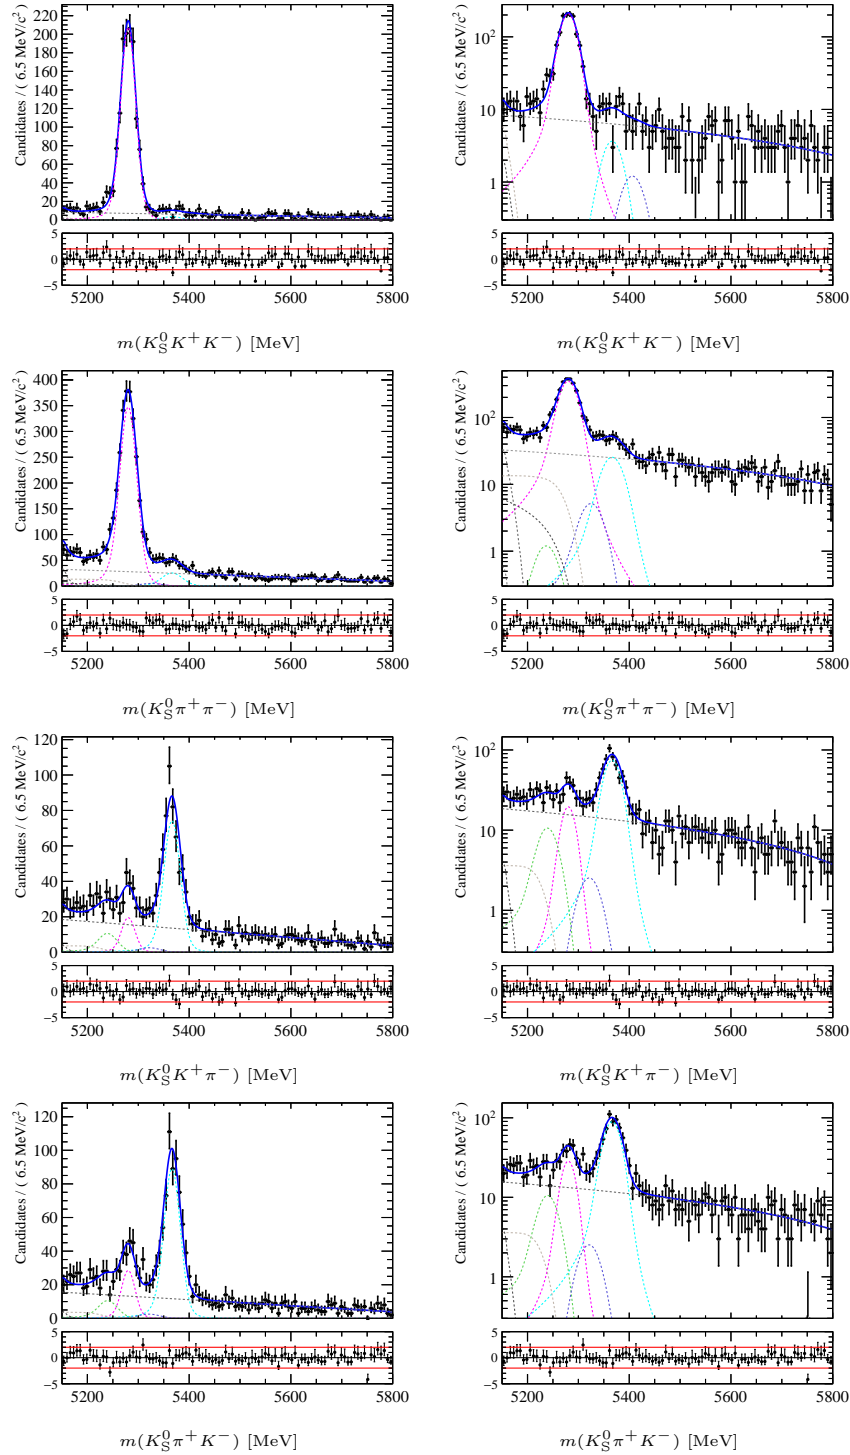 Candidates / ( 6.5 MeV/c²)
220
200
180
160
140
120
100
80
60
40
20
0
5
0
−5
5200 5400 5600 5800
m(K⁰_S K⁺ K⁻) [MeV]
Candidates / ( 6.5 MeV/c²)
10²
10
1
5
0
−5
5200 5400 5600 5800
m(K⁰_S K⁺ K⁻) [MeV]
Candidates / ( 6.5 MeV/c²)
400
350
300
250
200
150
100
50
0
5
0
−5
5200 5400 5600 5800
m(K⁰_S π⁺ π⁻) [MeV]
Candidates / ( 6.5 MeV/c²)
10²
10
1
5
0
−5
5200 5400 5600 5800
m(K⁰_S π⁺ π⁻) [MeV]
Candidates / ( 6.5 MeV/c²)
120
100
80
60
40
20
0
5
0
−5
5200 5400 5600 5800
m(K⁰_S K⁺ π⁻) [MeV]
Candidates / ( 6.5 MeV/c²)
10²
10
1
5
0
−5
5200 5400 5600 5800
m(K⁰_S K⁺ π⁻) [MeV]
Candidates / ( 6.5 MeV/c²)
120
100
80
60
40
20
0
5
0
−5
5200 5400 5600 5800
m(K⁰_S π⁺ K⁻) [MeV]
Candidates / ( 6.5 MeV/c²)
10²
10
1
5
0
−5
5200 5400 5600 5800
m(K⁰_S π⁺ K⁻) [MeV]